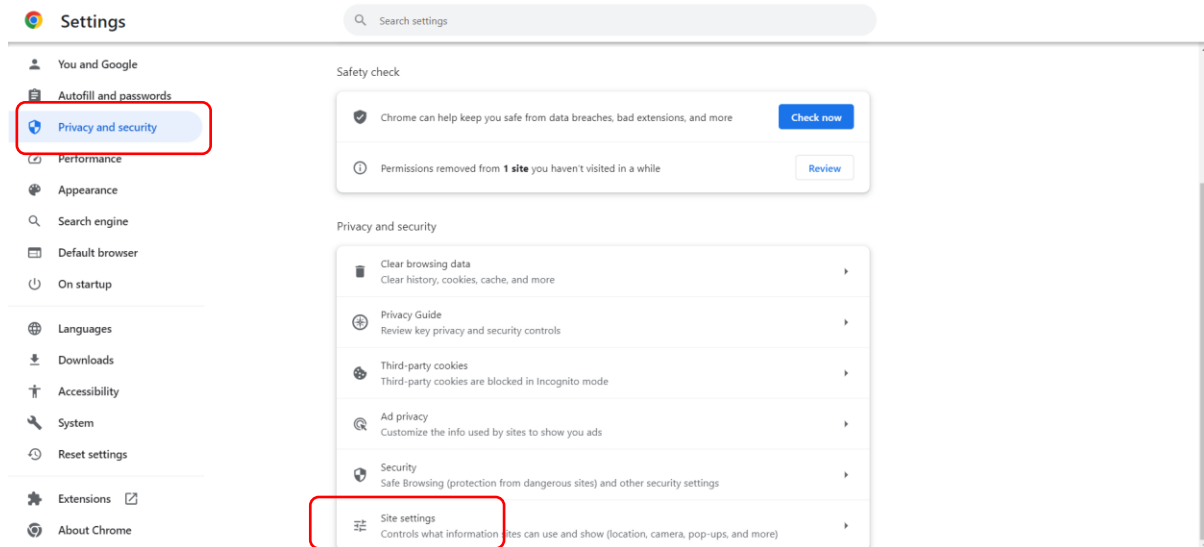 Settings
Search settings
You and Google
Autofill and passwords
Privacy and security
Performance
Appearance
Search engine
Default browser
On startup
Languages
Downloads
Accessibility
System
Reset settings
Extensions
About Chrome
Safety check
Chrome can help keep you safe from data breaches, bad extensions, and more
Check now
Permissions removed from 1 site you haven't visited in a while
Review
Privacy and security
Clear browsing data
Clear history, cookies, cache, and more
Privacy Guide
Review key privacy and security controls
Third-party cookies
Third-party cookies are blocked in Incognito mode
Ad privacy
Customize the info used by sites to show you ads
Security
Safe Browsing (protection from dangerous sites) and other security settings
Site settings
Controls what information sites can use and show (location, camera, pop-ups, and more)